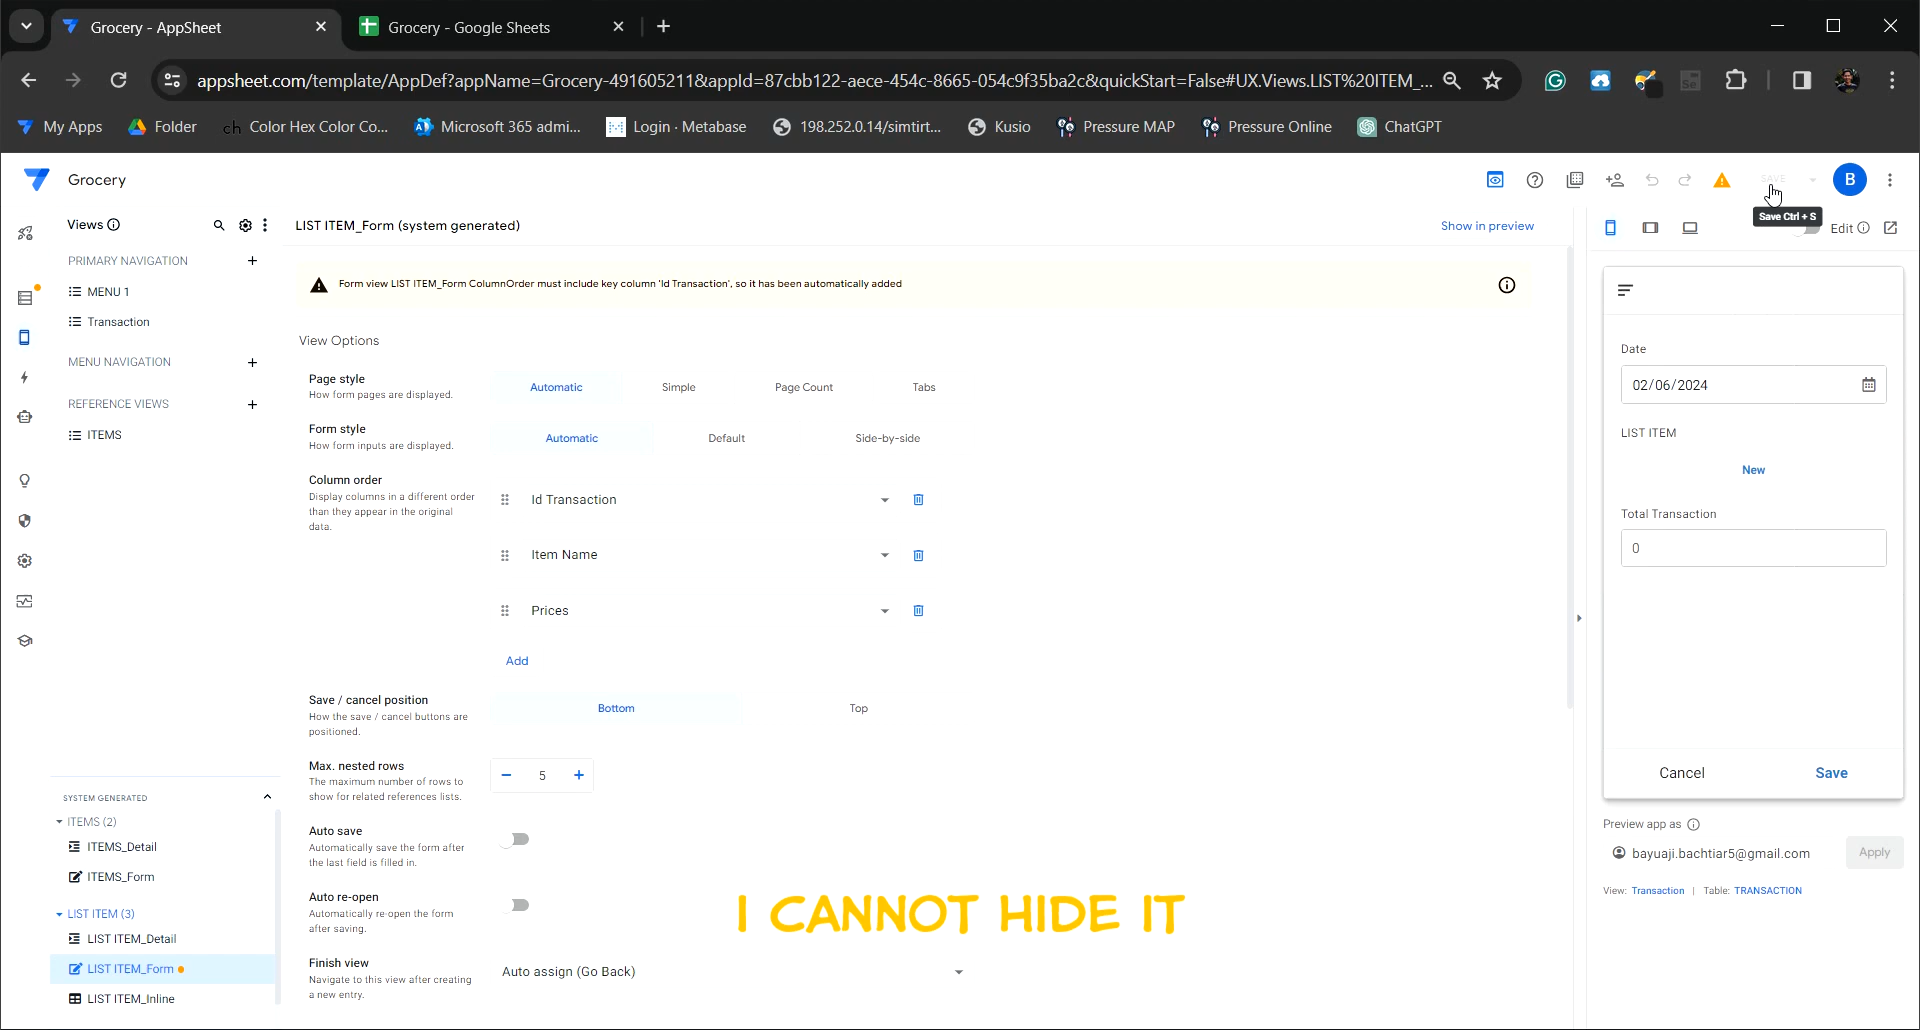 Grocery - AppSheet
Grocery - Google Sheets
appsheet.com/template/AppDef?appName=Grocery-491605211&appId=87cbb122-aece-454c-8665-054c9f35ba2c&quickStart=False#UX.Views.LIST%20ITEM_...
My Apps
Folder
ch Color Hex Color Co...
Microsoft 365 admi...
Login · Metabase
198.252.0.14/simtirt...
Kusio
Pressure MAP
Pressure Online
ChatGPT
Grocery
SAVE
B
Save Ctrl + S
Views
LIST ITEM_Form (system generated)
Show in preview
Edit
PRIMARY NAVIGATION
MENU 1
Transaction
MENU NAVIGATION
REFERENCE VIEWS
ITEMS
SYSTEM GENERATED
ITEMS (2)
ITEMS_Detail
ITEMS_Form
LIST ITEM (3)
LIST ITEM_Detail
LIST ITEM_Form
LIST ITEM_Inline
Form view LIST ITEM_Form ColumnOrder must include key column 'Id Transaction', so it has been automatically added
View Options
Page style
How form pages are displayed.
Automatic
Simple
Page Count
Tabs
Form style
How form inputs are displayed.
Automatic
Default
Side-by-side
Column order
Display columns in a different order
than they appear in the original
data.
Id Transaction
Item Name
Prices
Add
Save / cancel position
How the save / cancel buttons are
positioned.
Bottom
Top
Max. nested rows
The maximum number of rows to
show for related references lists.
5
Auto save
Automatically save the form after
the last field is filled in.
Auto re-open
Automatically re-open the form
after saving.
Finish view
Navigate to this view after creating
a new entry.
Auto assign (Go Back)
I CANNOT HIDE IT
Date
02/06/2024
LIST ITEM
New
Total Transaction
0
Cancel
Save
Preview app as
bayuaji.bachtiar5@gmail.com
Apply
View: Transaction | Table: TRANSACTION